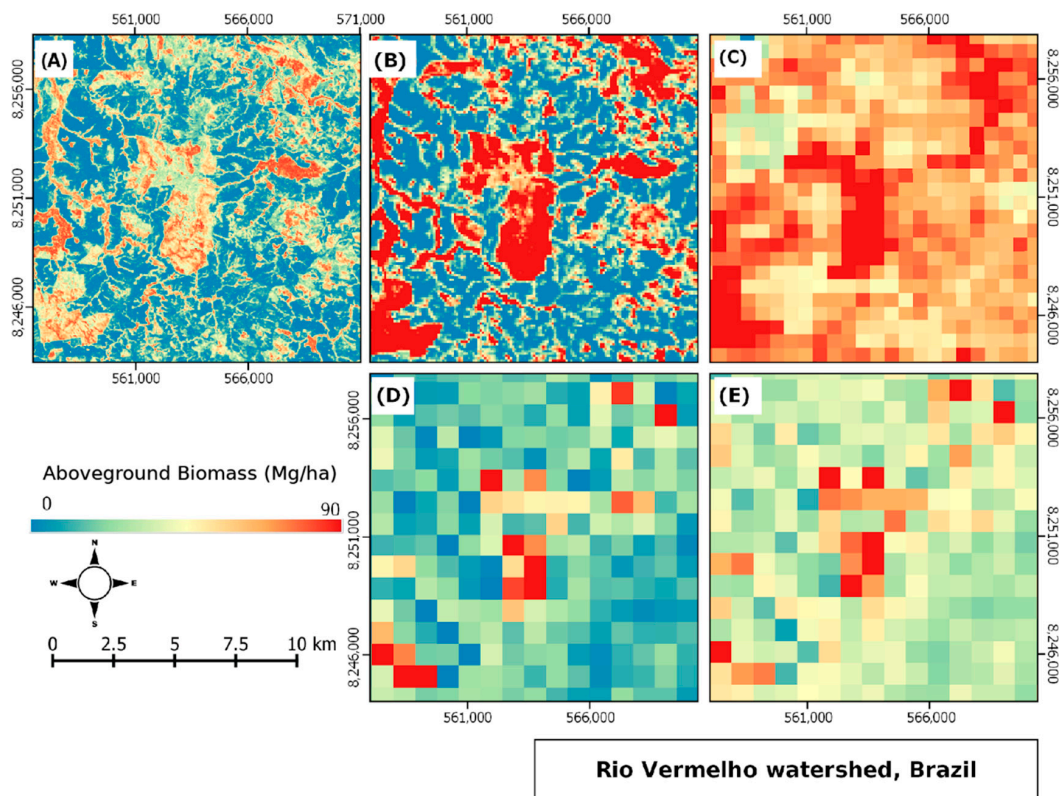 561,000 566,000 571,000 561,000 566,000 561,000 566,000
(A) (B) (C)
8,256,000 8,256,000
8,251,000 8,251,000
8,246,000 8,246,000
561,000 566,000
(D) (E)
8,256,000 8,256,000
Aboveground Biomass (Mg/ha)
0 90
8,251,000 8,251,000
N
W E
S
0 2.5 5 7.5 10 km
8,246,000 8,246,000
561,000 566,000 561,000 566,000
Rio Vermelho watershed, Brazil